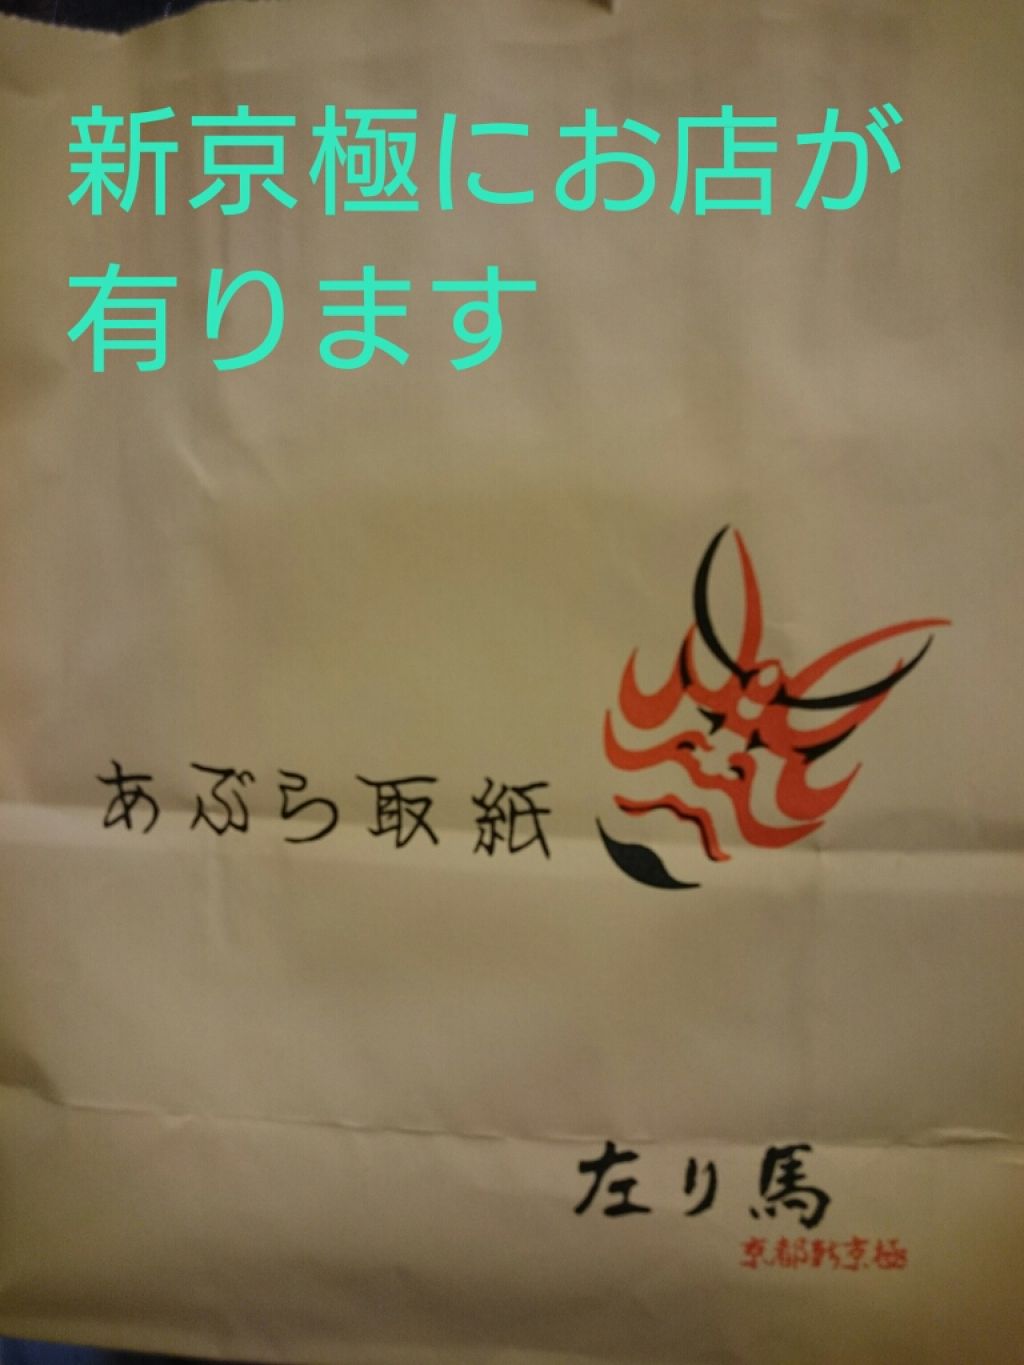 新京極にお店が
有ります
あぶら取紙
左り馬
京都新京極